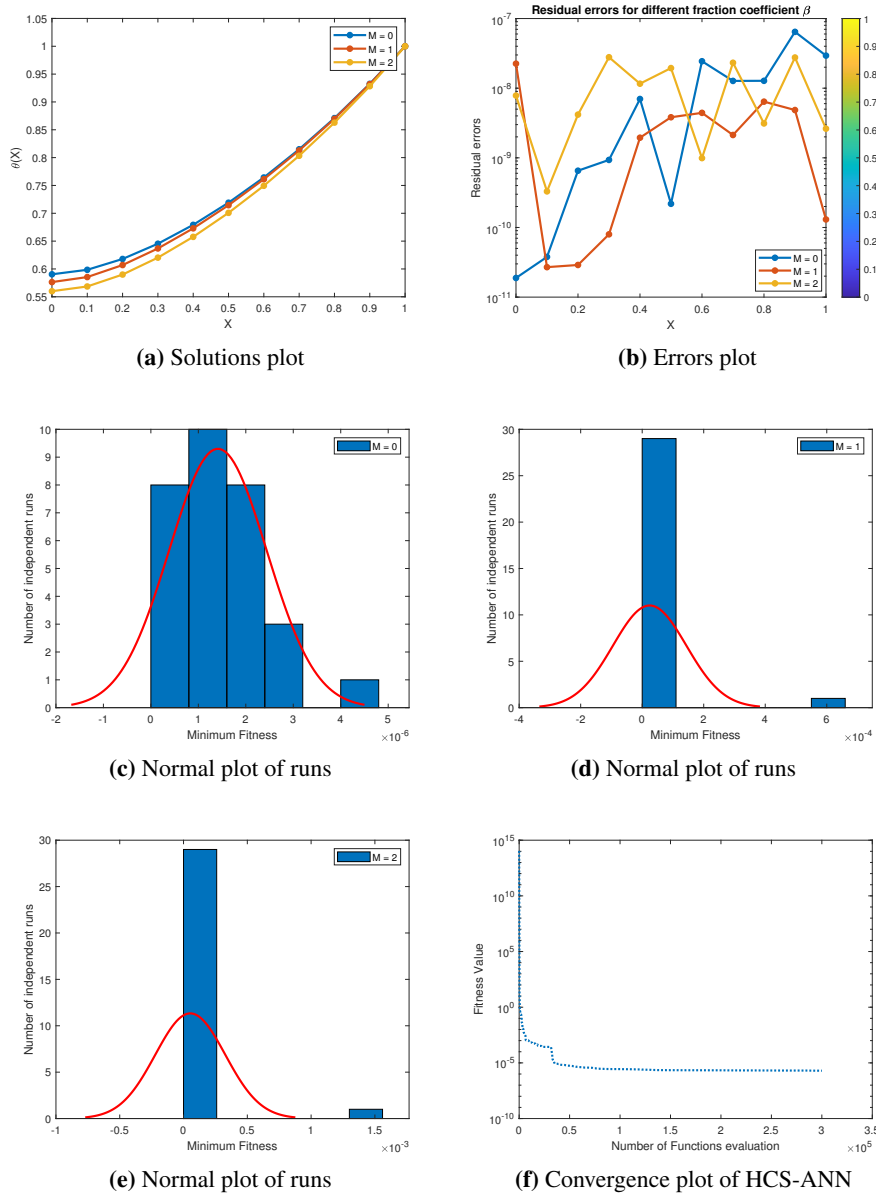 1.05
1
0.95
0.9
0.85
0.8
0.75
0.7
0.65
0.6
0.55
θ(X)
0 0.1 0.2 0.3 0.4 0.5 0.6 0.7 0.8 0.9 1
X
M = 0
M = 1
M = 2
(a) Solutions plot
Residual errors for different fraction coefficient β
10^-7
10^-8
10^-9
10^-10
10^-11
Residual errors
0 0.2 0.4 0.6 0.8 1
X
M = 0
M = 1
M = 2
1
0.9
0.8
0.7
0.6
0.5
0.4
0.3
0.2
0.1
0
(b) Errors plot
10
9
8
7
6
5
4
3
2
1
0
Number of independent runs
M = 0
-2 -1 0 1 2 3 4 5
Minimum Fitness
×10^-6
(c) Normal plot of runs
30
25
20
15
10
5
0
Number of independent runs
M = 1
-4 -2 0 2 4 6
Minimum Fitness
×10^-4
(d) Normal plot of runs
30
25
20
15
10
5
0
Number of independent runs
M = 2
-1 -0.5 0 0.5 1 1.5
Minimum Fitness
×10^-3
(e) Normal plot of runs
10^15
10^10
10^5
10^0
10^-5
10^-10
Fitness Value
0 0.5 1 1.5 2 2.5 3 3.5
Number of Functions evaluation
×10^5
(f) Convergence plot of HCS-ANN